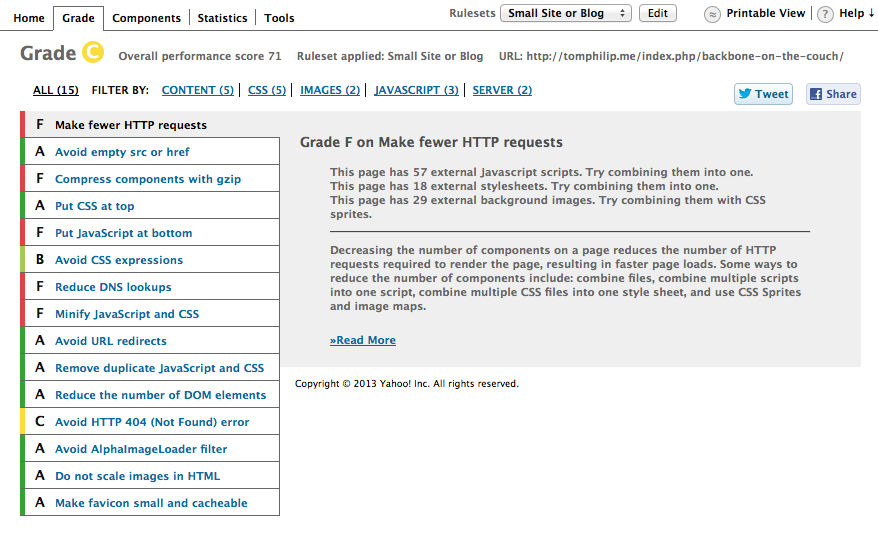 Home Grade Components Statistics Tools Rulesets Small Site or Blog Edit Printable View ? Help ↓
Grade C Overall performance score 71 Ruleset applied: Small Site or Blog URL: http://tomphilip.me/index.php/backbone-on-the-couch/
ALL (15) FILTER BY: CONTENT (5) | CSS (5) | IMAGES (2) | JAVASCRIPT (3) | SERVER (2) Tweet Share
F Make fewer HTTP requests
A Avoid empty src or href
F Compress components with gzip
A Put CSS at top
F Put JavaScript at bottom
B Avoid CSS expressions
F Reduce DNS lookups
F Minify JavaScript and CSS
A Avoid URL redirects
A Remove duplicate JavaScript and CSS
A Reduce the number of DOM elements
C Avoid HTTP 404 (Not Found) error
A Avoid AlphaImageLoader filter
A Do not scale images in HTML
A Make favicon small and cacheable
Grade F on Make fewer HTTP requests
This page has 57 external Javascript scripts. Try combining them into one.
This page has 18 external stylesheets. Try combining them into one.
This page has 29 external background images. Try combining them with CSS
sprites.
Decreasing the number of components on a page reduces the number of HTTP
requests required to render the page, resulting in faster page loads. Some ways to
reduce the number of components include: combine files, combine multiple scripts
into one script, combine multiple CSS files into one style sheet, and use CSS Sprites
and image maps.
»Read More
Copyright © 2013 Yahoo! Inc. All rights reserved.